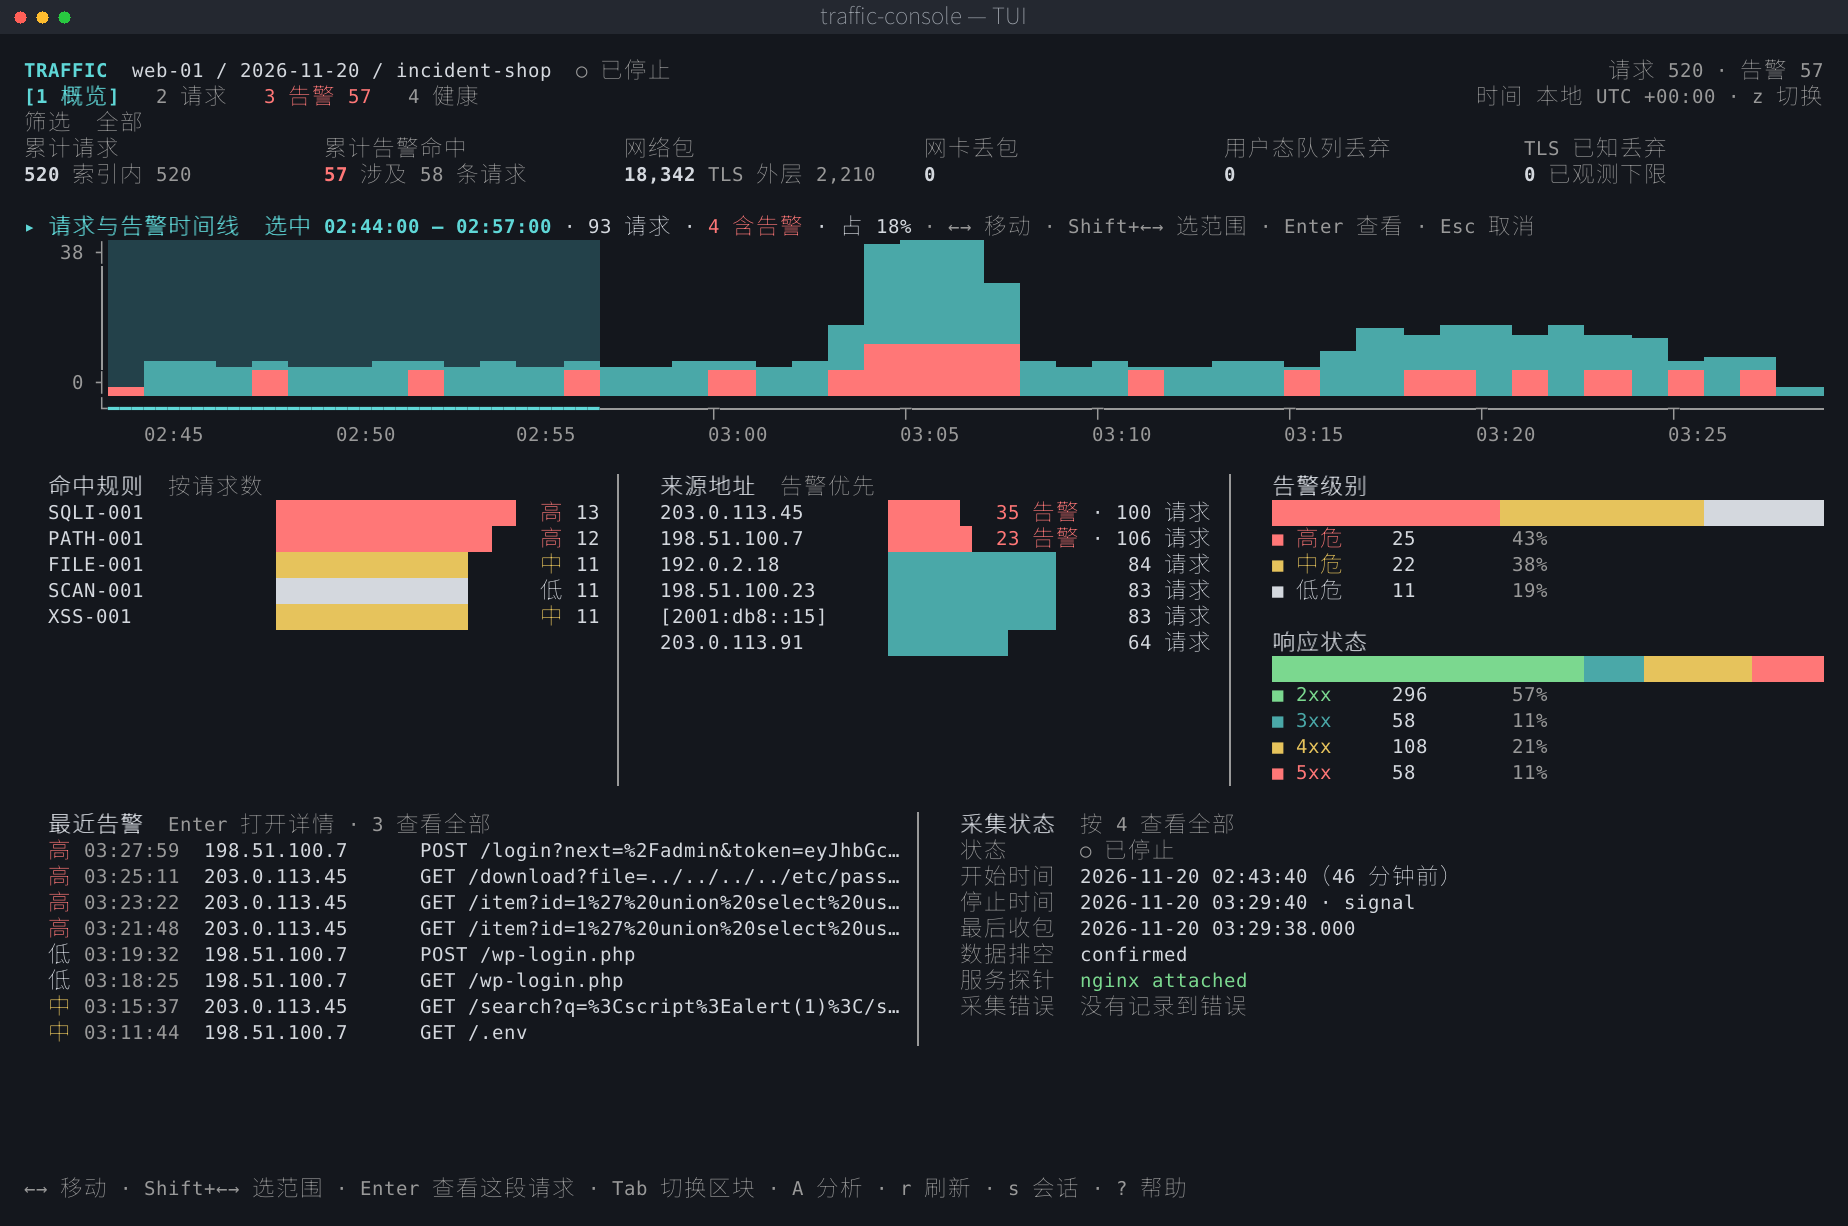 traffic-console — TUI
TRAFFIC web-01 / 2026-11-20 / incident-shop ○ 已停止 请求 520 · 告警 57
[1 概览] 2 请求 3 告警 57 4 健康 时间 本地 UTC +00:00 · z 切换
筛选 全部
累计请求 累计告警命中 网络包 网卡丢包 用户态队列丢弃 TLS 已知丢弃
520 索引内 520 57 涉及 58 条请求 18,342 TLS 外层 2,210 0 0 0 已观测下限
▸ 请求与告警时间线 选中 02:44:00 — 02:57:00 · 93 请求 · 4 含告警 · 占 18% · ←→ 移动 · Shift+←→ 选范围 · Enter 查看 · Esc 取消
38
0
02:45 02:50 02:55 03:00 03:05 03:10 03:15 03:20 03:25
命中规则 按请求数
SQLI-001 高 13
PATH-001 高 12
FILE-001 中 11
SCAN-001 低 11
XSS-001 中 11
来源地址 告警优先
203.0.113.45 35 告警 · 100 请求
198.51.100.7 23 告警 · 106 请求
192.0.2.18 84 请求
198.51.100.23 83 请求
[2001:db8::15] 83 请求
203.0.113.91 64 请求
告警级别
■ 高危 25 43%
■ 中危 22 38%
■ 低危 11 19%
响应状态
■ 2xx 296 57%
■ 3xx 58 11%
■ 4xx 108 21%
■ 5xx 58 11%
最近告警 Enter 打开详情 · 3 查看全部
高 03:27:59 198.51.100.7 POST /login?next=%2Fadmin&token=eyJhbGc…
高 03:25:11 203.0.113.45 GET /download?file=../../../../etc/pass…
高 03:23:22 203.0.113.45 GET /item?id=1%27%20union%20select%20us…
高 03:21:48 203.0.113.45 GET /item?id=1%27%20union%20select%20us…
低 03:19:32 198.51.100.7 POST /wp-login.php
低 03:18:25 198.51.100.7 GET /wp-login.php
中 03:15:37 203.0.113.45 GET /search?q=%3Cscript%3Ealert(1)%3C/s…
中 03:11:44 198.51.100.7 GET /.env
采集状态 按 4 查看全部
状态 ○ 已停止
开始时间 2026-11-20 02:43:40（46 分钟前）
停止时间 2026-11-20 03:29:40 · signal
最后收包 2026-11-20 03:29:38.000
数据排空 confirmed
服务探针 nginx attached
采集错误 没有记录到错误
←→ 移动 · Shift+←→ 选范围 · Enter 查看这段请求 · Tab 切换区块 · A 分析 · r 刷新 · s 会话 · ? 帮助